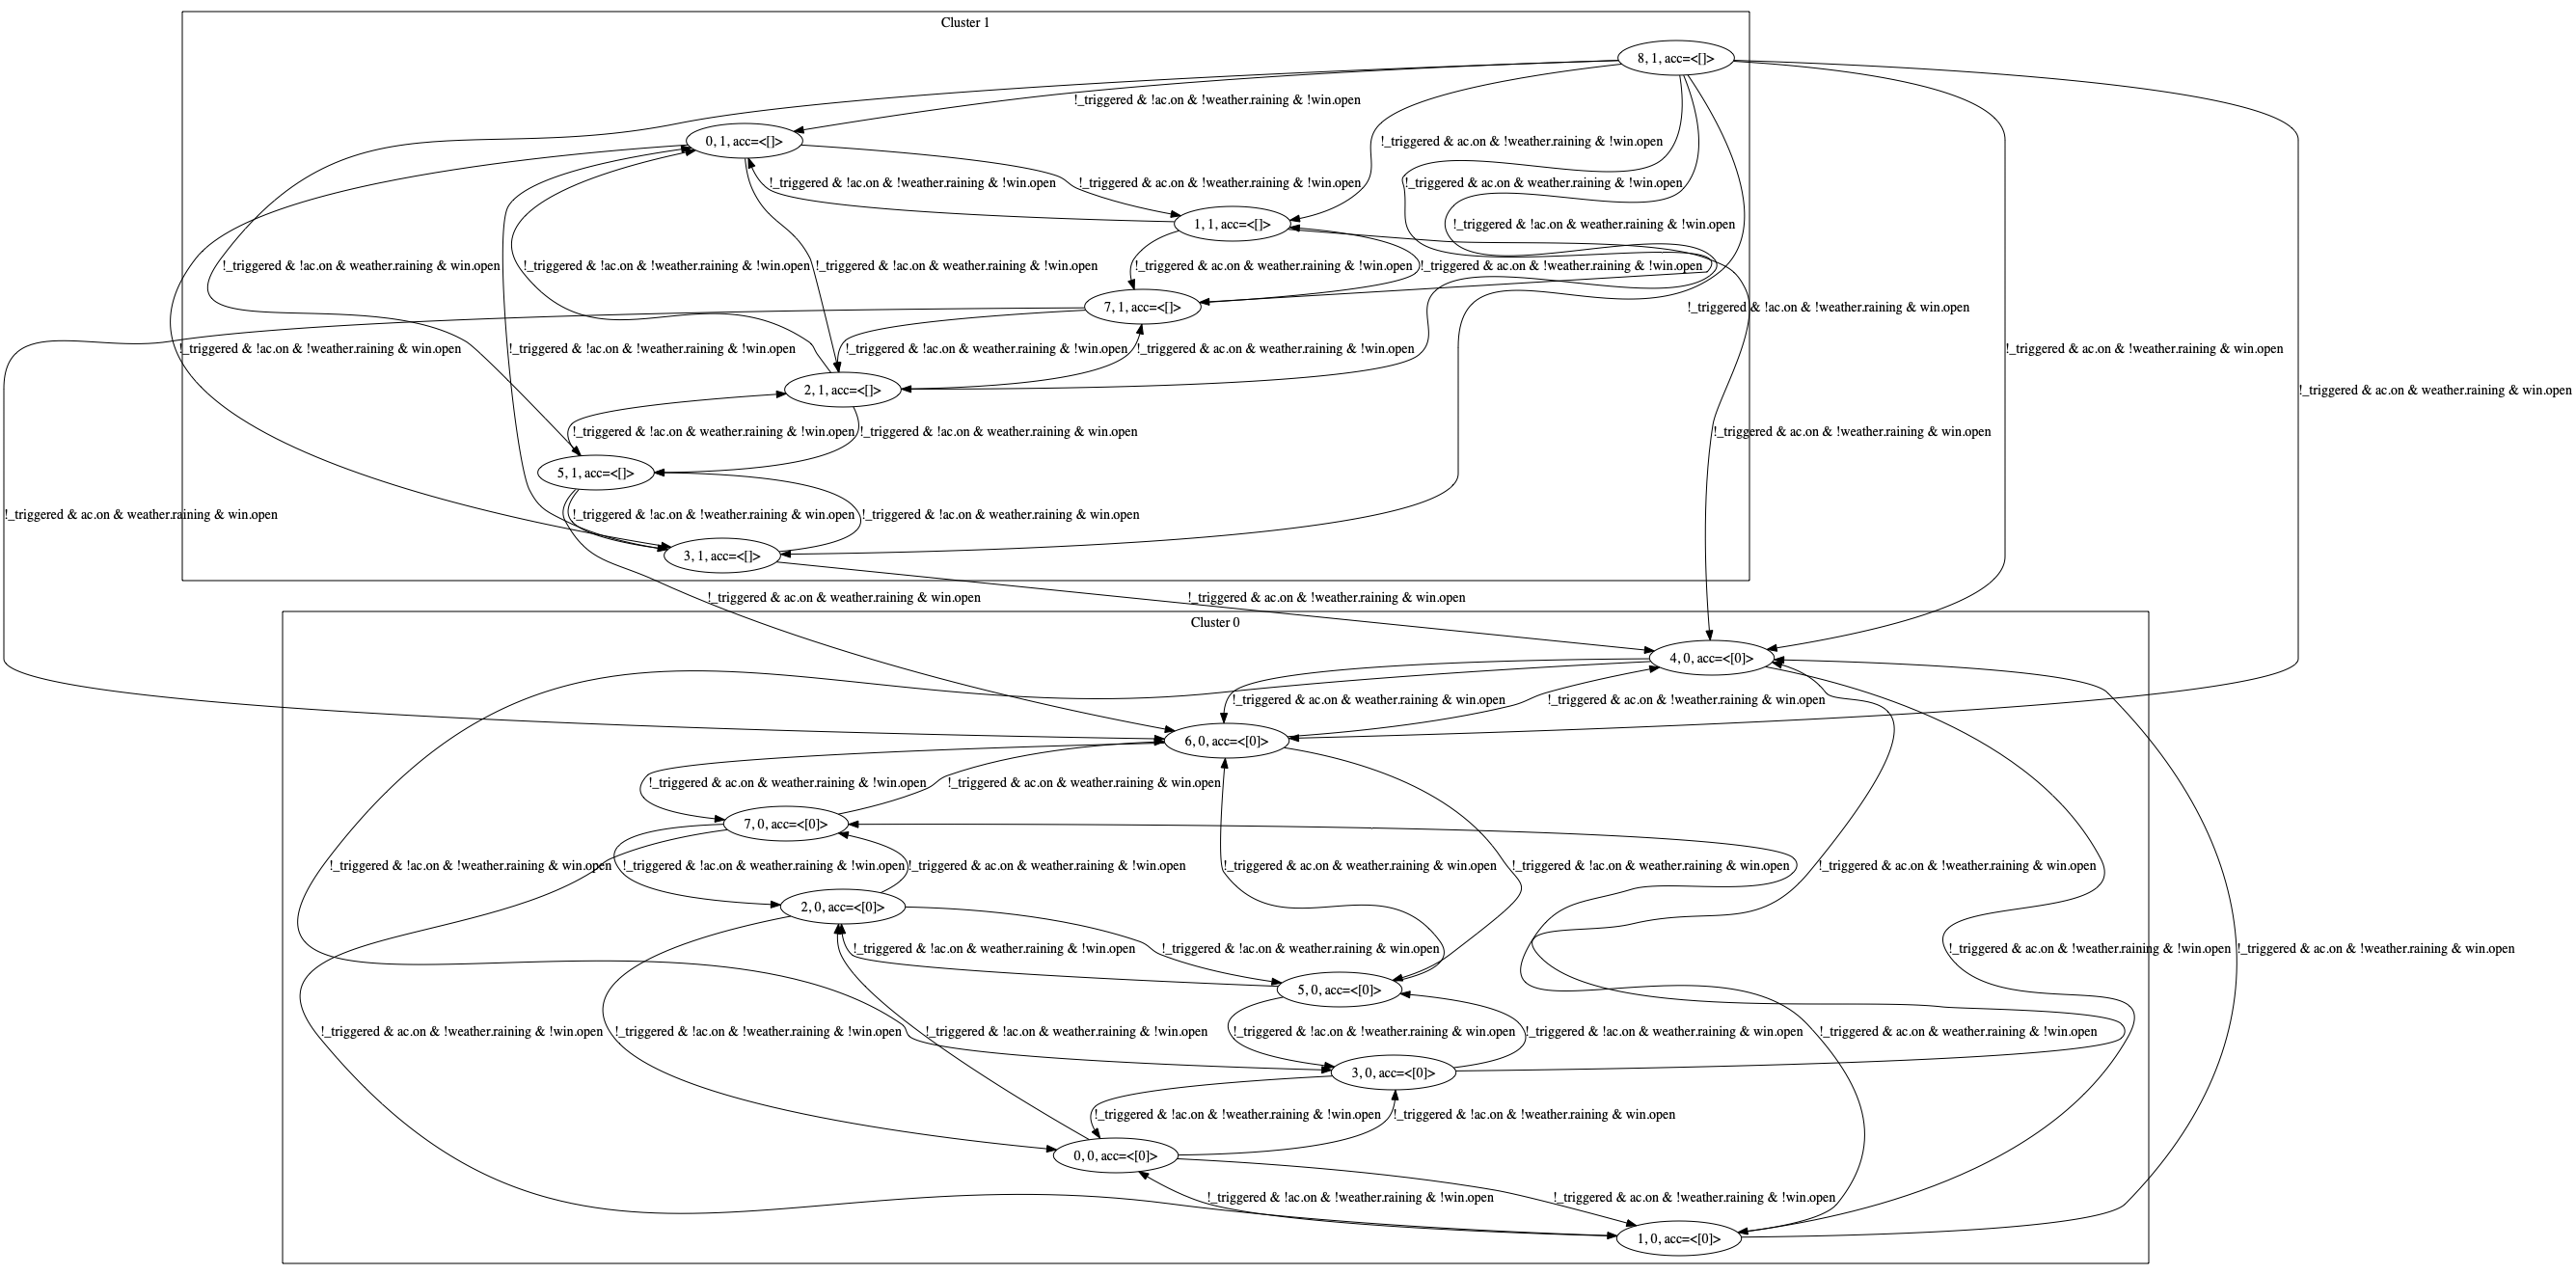 Cluster 1
8, 1, acc=<[]>
!_triggered & !ac.on & !weather.raining & !win.open
0, 1, acc=<[]>
!_triggered & ac.on & !weather.raining & !win.open
!_triggered & !ac.on & !weather.raining & !win.open
!_triggered & ac.on & !weather.raining & !win.open
!_triggered & ac.on & weather.raining & !win.open
1, 1, acc=<[]>
!_triggered & !ac.on & weather.raining & !win.open
!_triggered & !ac.on & weather.raining & win.open
!_triggered & !ac.on & !weather.raining & !win.open
!_triggered & !ac.on & weather.raining & !win.open
!_triggered & ac.on & weather.raining & !win.open
!_triggered & ac.on & !weather.raining & !win.open
7, 1, acc=<[]>
!_triggered & !ac.on & !weather.raining & win.open
!_triggered & !ac.on & !weather.raining & win.open
!_triggered & !ac.on & !weather.raining & !win.open
!_triggered & !ac.on & weather.raining & !win.open
!_triggered & ac.on & weather.raining & !win.open
!_triggered & ac.on & !weather.raining & win.open
2, 1, acc=<[]>
!_triggered & ac.on & weather.raining & win.open
!_triggered & !ac.on & weather.raining & !win.open
!_triggered & !ac.on & weather.raining & win.open
!_triggered & ac.on & !weather.raining & win.open
5, 1, acc=<[]>
!_triggered & ac.on & weather.raining & win.open
!_triggered & !ac.on & !weather.raining & win.open
!_triggered & !ac.on & weather.raining & win.open
3, 1, acc=<[]>
!_triggered & ac.on & weather.raining & win.open
!_triggered & ac.on & !weather.raining & win.open
Cluster 0
4, 0, acc=<[0]>
!_triggered & ac.on & weather.raining & win.open
!_triggered & ac.on & !weather.raining & win.open
6, 0, acc=<[0]>
!_triggered & ac.on & weather.raining & !win.open
!_triggered & ac.on & weather.raining & win.open
7, 0, acc=<[0]>
!_triggered & !ac.on & !weather.raining & win.open
!_triggered & !ac.on & weather.raining & !win.open
!_triggered & ac.on & weather.raining & !win.open
!_triggered & ac.on & weather.raining & win.open
!_triggered & !ac.on & weather.raining & win.open
!_triggered & ac.on & !weather.raining & win.open
2, 0, acc=<[0]>
!_triggered & !ac.on & weather.raining & !win.open
!_triggered & !ac.on & weather.raining & win.open
!_triggered & ac.on & !weather.raining & !win.open
!_triggered & ac.on & !weather.raining & win.open
5, 0, acc=<[0]>
!_triggered & ac.on & !weather.raining & !win.open
!_triggered & !ac.on & !weather.raining & !win.open
!_triggered & !ac.on & weather.raining & !win.open
!_triggered & !ac.on & !weather.raining & win.open
!_triggered & !ac.on & weather.raining & win.open
!_triggered & ac.on & weather.raining & !win.open
3, 0, acc=<[0]>
!_triggered & !ac.on & !weather.raining & !win.open
!_triggered & !ac.on & !weather.raining & win.open
0, 0, acc=<[0]>
!_triggered & !ac.on & !weather.raining & !win.open
!_triggered & ac.on & !weather.raining & !win.open
1, 0, acc=<[0]>